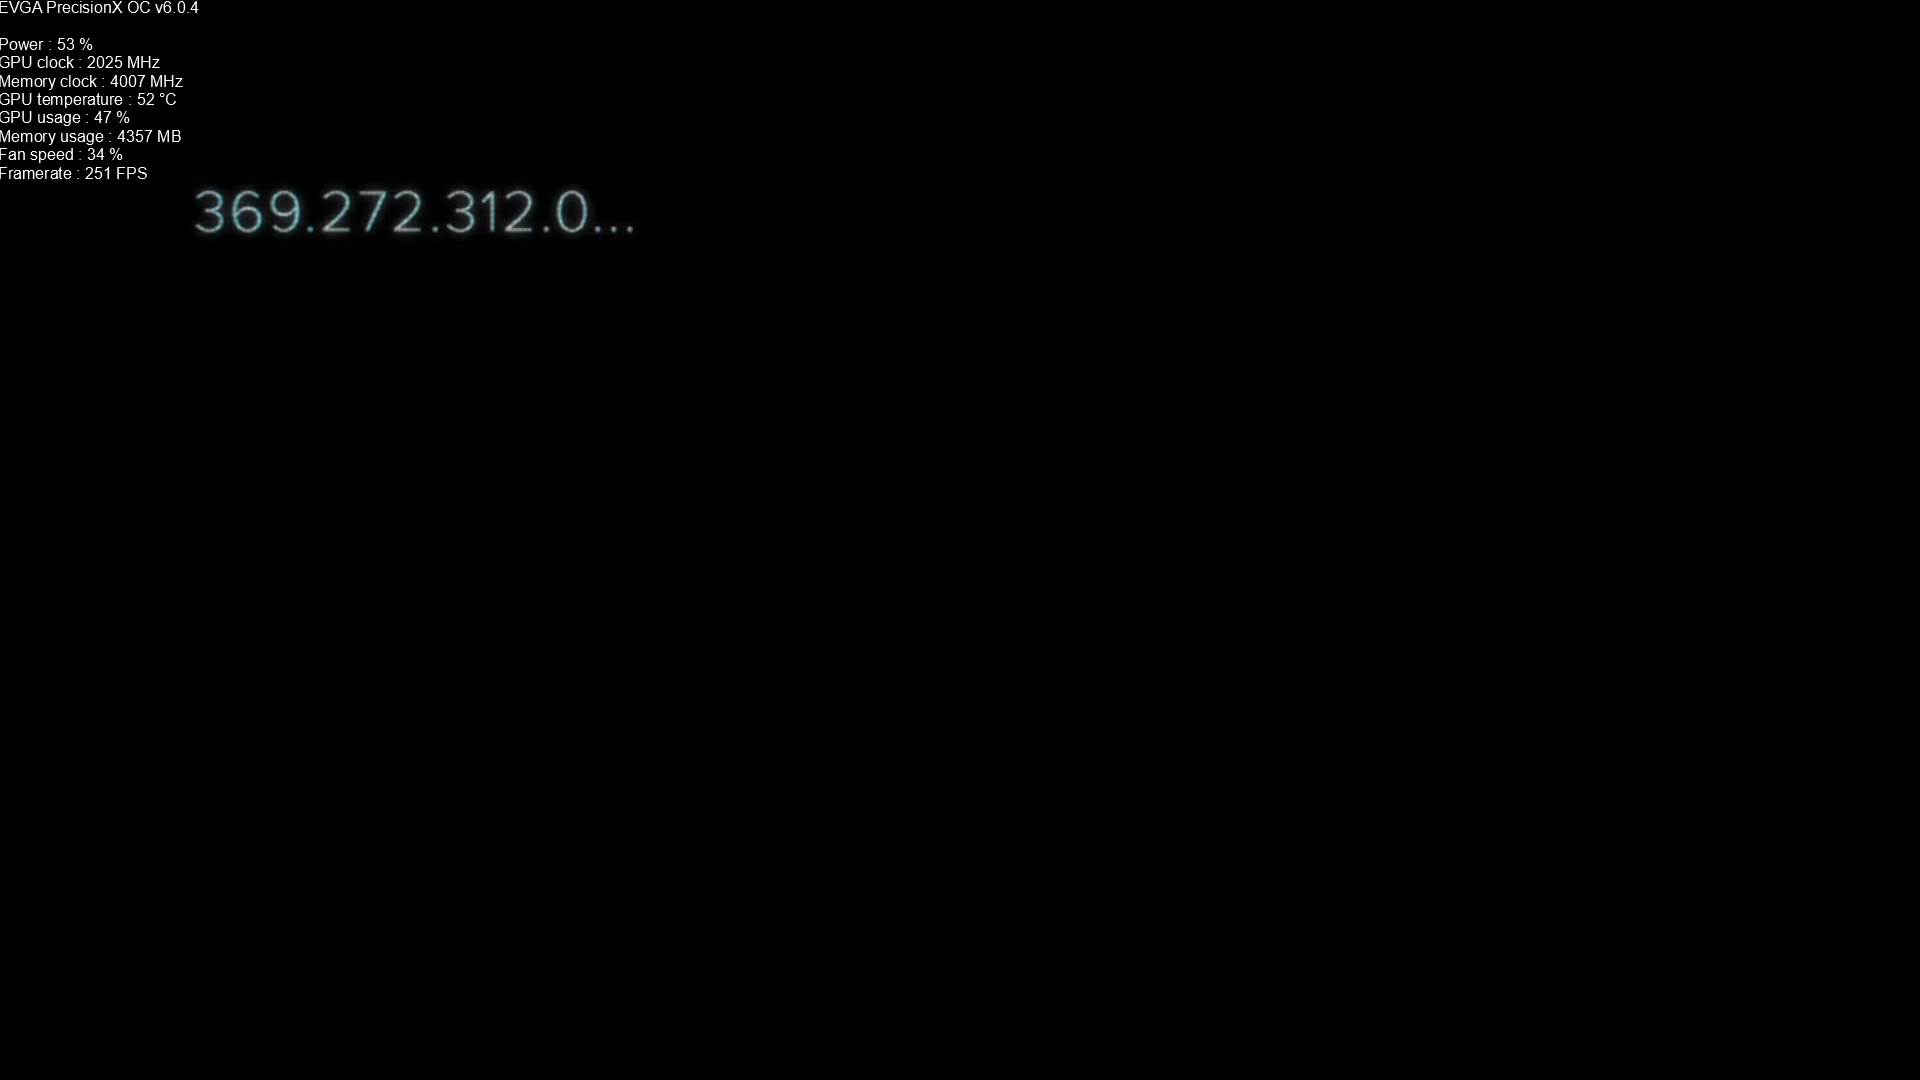 EVGA PrecisionX OC v6.0.4
Power : 53 %
GPU clock : 2025 MHz
Memory clock : 4007 MHz
GPU temperature : 52 °C
GPU usage : 47 %
Memory usage : 4357 MB
Fan speed : 34 %
Framerate : 251 FPS
369.272.312.0...